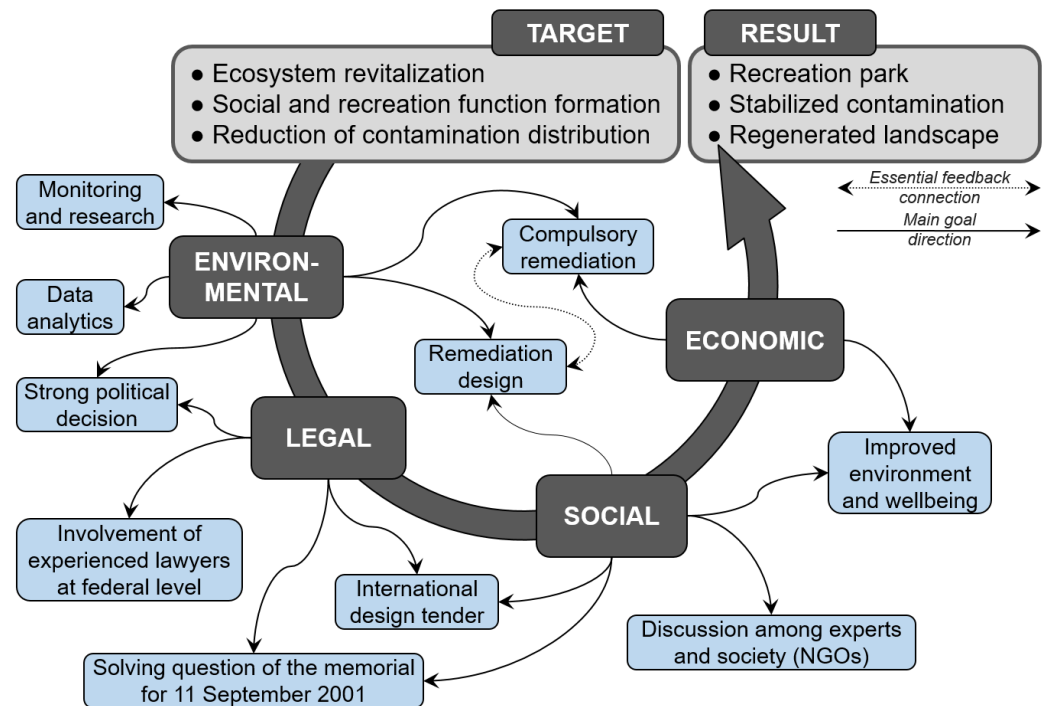 TARGET
● Ecosystem revitalization
● Social and recreation function formation
● Reduction of contamination distribution
RESULT
● Recreation park
● Stabilized contamination
● Regenerated landscape
Essential feedback
connection
Main goal
direction
Monitoring
and research
ENVIRON-
MENTAL
Data
analytics
Strong political
decision
Compulsory
remediation
Remediation
design
ECONOMIC
LEGAL
Improved
environment
and wellbeing
SOCIAL
Involvement of
experienced lawyers
at federal level
International
design tender
Discussion among experts
and society (NGOs)
Solving question of the memorial
for 11 September 2001